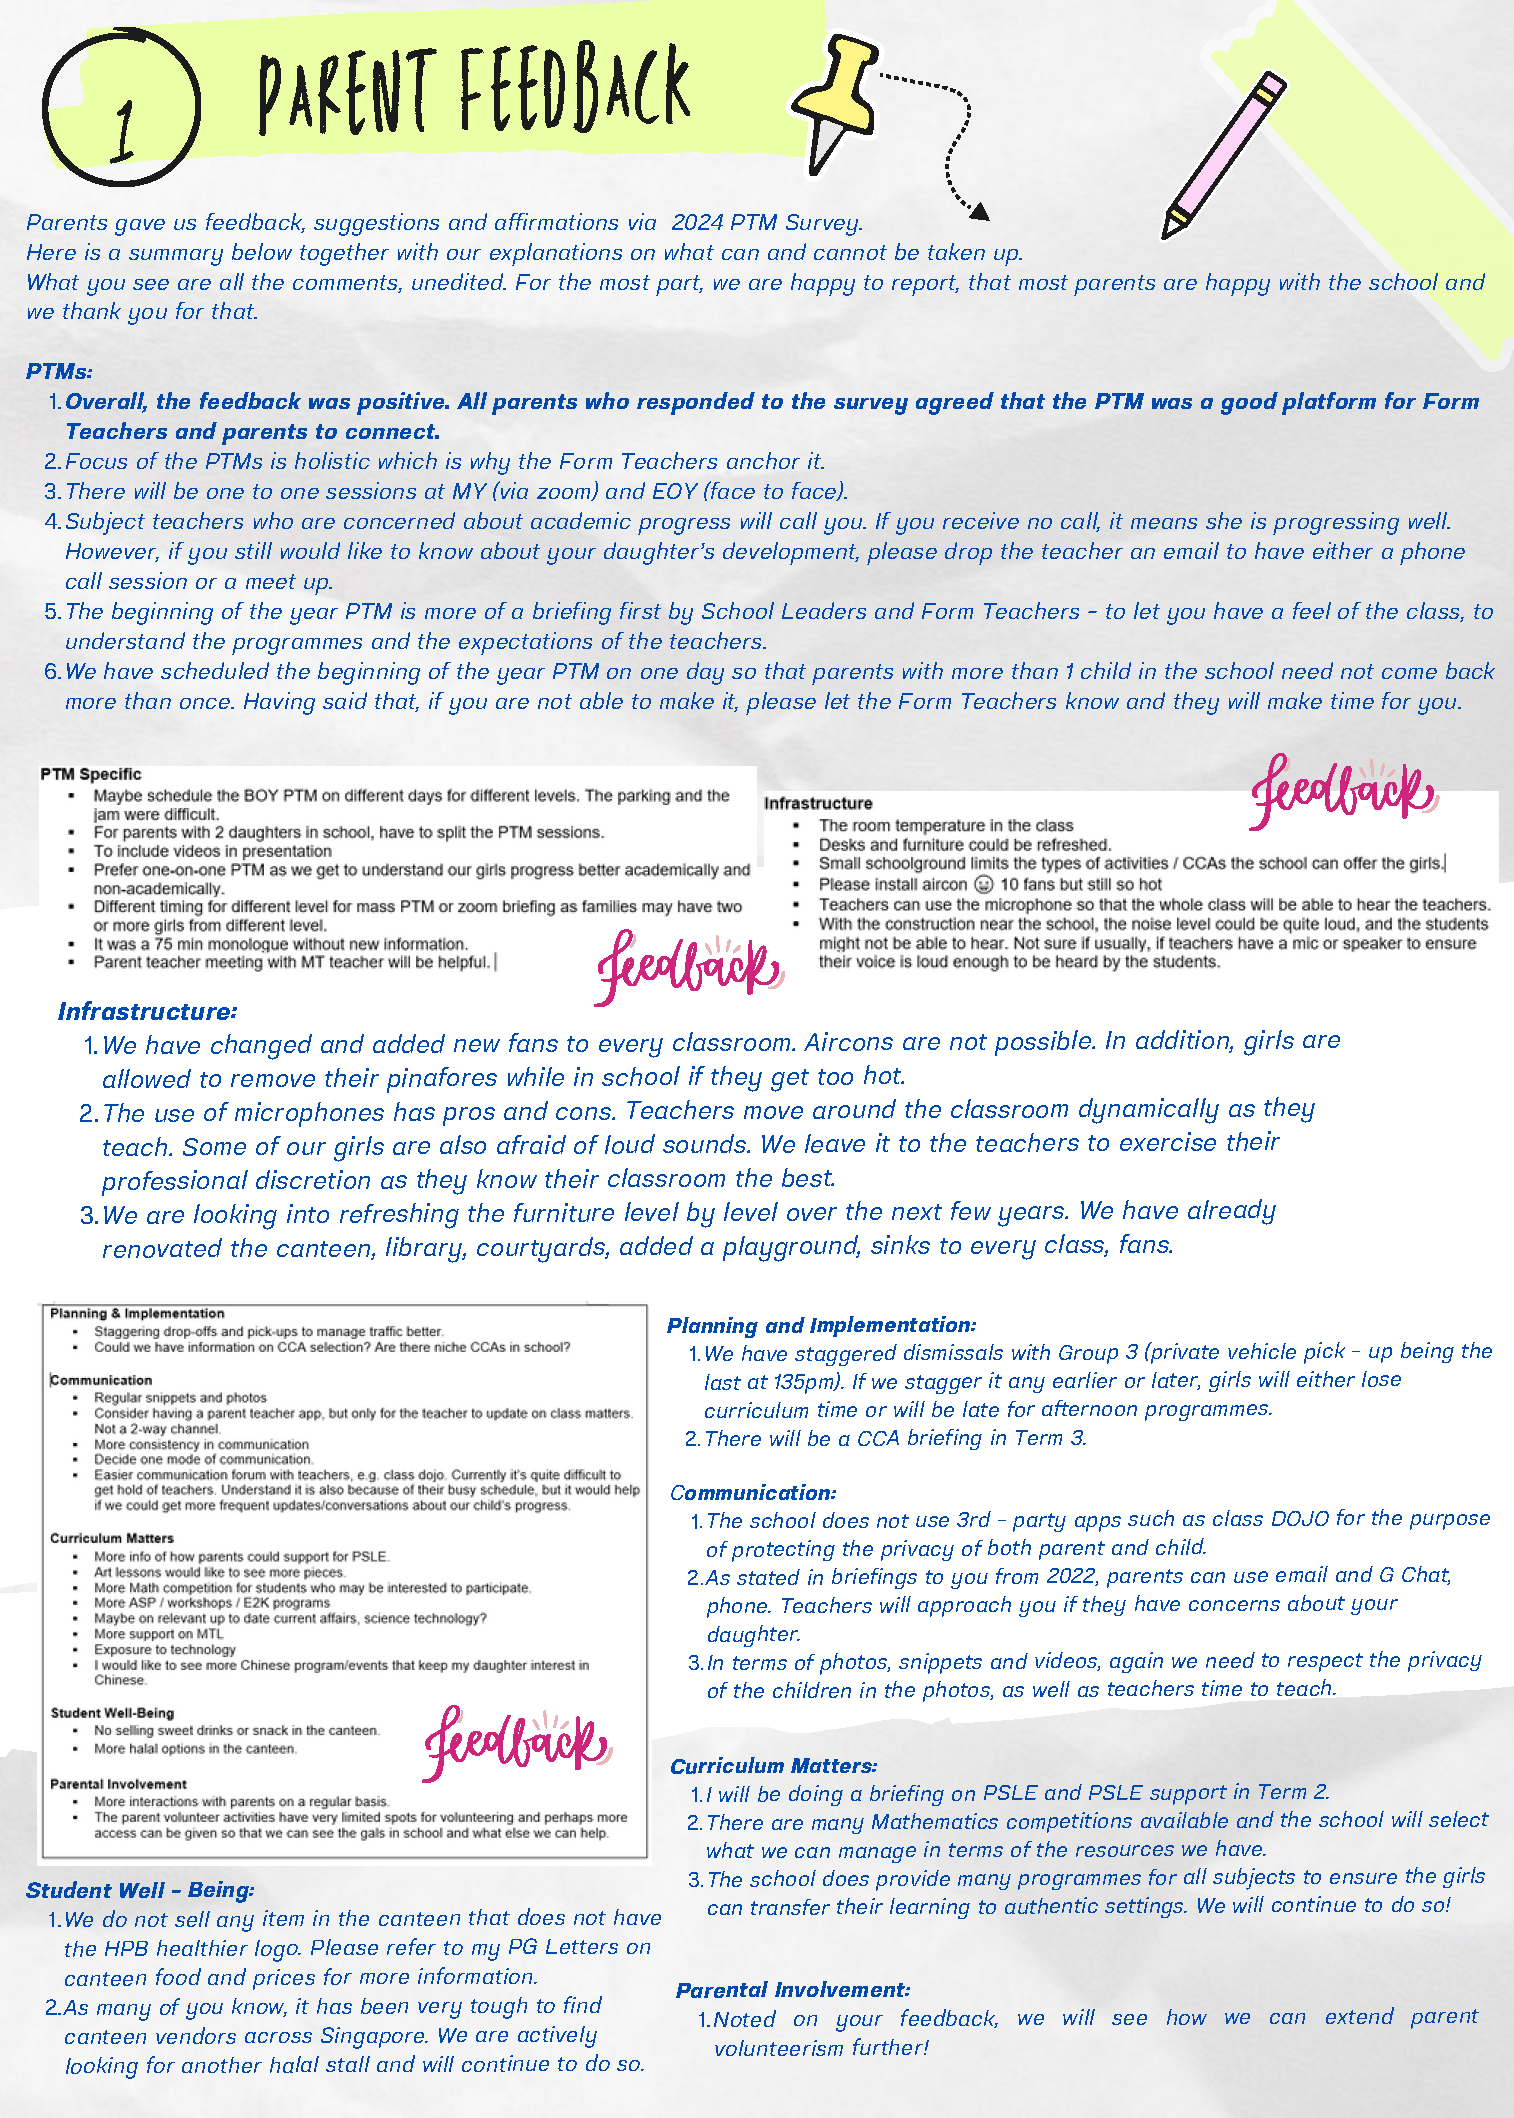 1
PARENT FEEDBACK
Parents gave us feedback, suggestions and affirmations via 2024 PTM Survey.
Here is a summary below together with our explanations on what can and cannot be taken up.
What you see are all the comments, unedited. For the most part, we are happy to report, that most parents are happy with the school and
we thank you for that.
PTMs:
1. Overall, the feedback was positive. All parents who responded to the survey agreed that the PTM was a good platform for Form
Teachers and parents to connect.
2. Focus of the PTMs is holistic which is why the Form Teachers anchor it.
3. There will be one to one sessions at MY (via zoom) and EOY (face to face).
4. Subject teachers who are concerned about academic progress will call you. If you receive no call, it means she is progressing well.
However, if you still would like to know about your daughter's development, please drop the teacher an email to have either a phone
call session or a meet up.
5. The beginning of the year PTM is more of a briefing first by School Leaders and Form Teachers - to let you have a feel of the class, to
understand the programmes and the expectations of the teachers.
6. We have scheduled the beginning of the year PTM on one day so that parents with more than 1 child in the school need not come back
more than once. Having said that, if you are not able to make it, please let the Form Teachers know and they will make time for you.
PTM Specific
▪ Maybe schedule the BOY PTM on different days for different levels. The parking and the
jam were difficult.
▪ For parents with 2 daughters in school, have to split the PTM sessions.
▪ To include videos in presentation
▪ Prefer one-on-one PTM as we get to understand our girls progress better academically and
non-academically.
▪ Different timing for different level for mass PTM or zoom briefing as families may have two
or more girls from different level.
▪ It was a 75 min monologue without new information.
▪ Parent teacher meeting with MT teacher will be helpful.
feedback
feedback
Infrastructure
▪ The room temperature in the class
▪ Desks and furniture could be refreshed.
▪ Small schoolground limits the types of activities / CCAs the school can offer the girls.
▪ Please install aircon 😀 10 fans but still so hot
▪ Teachers can use the microphone so that the whole class will be able to hear the teachers.
▪ With the construction near the school, the noise level could be quite loud, and the students
might not be able to hear. Not sure if usually, if teachers have a mic or speaker to ensure
their voice is loud enough to be heard by the students.
Infrastructure:
1. We have changed and added new fans to every classroom. Aircons are not possible. In addition, girls are
allowed to remove their pinafores while in school if they get too hot.
2. The use of microphones has pros and cons. Teachers move around the classroom dynamically as they
teach. Some of our girls are also afraid of loud sounds. We leave it to the teachers to exercise their
professional discretion as they know their classroom the best.
3. We are looking into refreshing the furniture level by level over the next few years. We have already
renovated the canteen, library, courtyards, added a playground, sinks to every class, fans.
Planning & Implementation
▪ Staggering drop-offs and pick-ups to manage traffic better.
▪ Could we have information on CCA selection? Are there niche CCAs in school?
Communication
▪ Regular snippets and photos
▪ Consider having a parent teacher app, but only for the teacher to update on class matters.
Not a 2-way channel.
▪ More consistency in communication
▪ Decide one mode of communication.
▪ Easier communication forum with teachers, e.g. class dojo. Currently it's quite difficult to
get hold of teachers. Understand it is also because of their busy schedule, but it would help
if we could get more frequent updates/conversations about our child's progress.
Curriculum Matters
▪ More info of how parents could support for PSLE.
▪ Art lessons would like to see more pieces.
▪ More Math competition for students who may be interested to participate.
▪ More ASP / workshops / E2K programs
▪ Maybe on relevant up to date current affairs, science technology?
▪ More support on MTL
▪ Exposure to technology
▪ I would like to see more Chinese program/events that keep my daughter interest in
Chinese.
Student Well-Being
▪ No selling sweet drinks or snack in the canteen.
▪ More halal options in the canteen.
feedback
Parental Involvement
▪ More interactions with parents on a regular basis.
▪ The parent volunteer activities have very limited spots for volunteering and perhaps more
access can be given so that we can see the gals in school and what else we can help.
Planning and Implementation:
1. We have staggered dismissals with Group 3 (private vehicle pick - up being the
last at 135pm). If we stagger it any earlier or later, girls will either lose
curriculum time or will be late for afternoon programmes.
2. There will be a CCA briefing in Term 3.
Communication:
1. The school does not use 3rd - party apps such as class DOJO for the purpose
of protecting the privacy of both parent and child.
2. As stated in briefings to you from 2022, parents can use email and G Chat,
phone. Teachers will approach you if they have concerns about your
daughter.
3. In terms of photos, snippets and videos, again we need to respect the privacy
of the children in the photos, as well as teachers time to teach.
Curriculum Matters:
1. I will be doing a briefing on PSLE and PSLE support in Term 2.
2. There are many Mathematics competitions available and the school will select
what we can manage in terms of the resources we have.
3. The school does provide many programmes for all subjects to ensure the girls
can transfer their learning to authentic settings. We will continue to do so!
Student Well - Being:
1. We do not sell any item in the canteen that does not have
the HPB healthier logo. Please refer to my PG Letters on
canteen food and prices for more information.
2. As many of you know, it has been very tough to find
canteen vendors across Singapore. We are actively
looking for another halal stall and will continue to do so.
Parental Involvement:
1. Noted on your feedback, we will see how we can extend parent
volunteerism further!